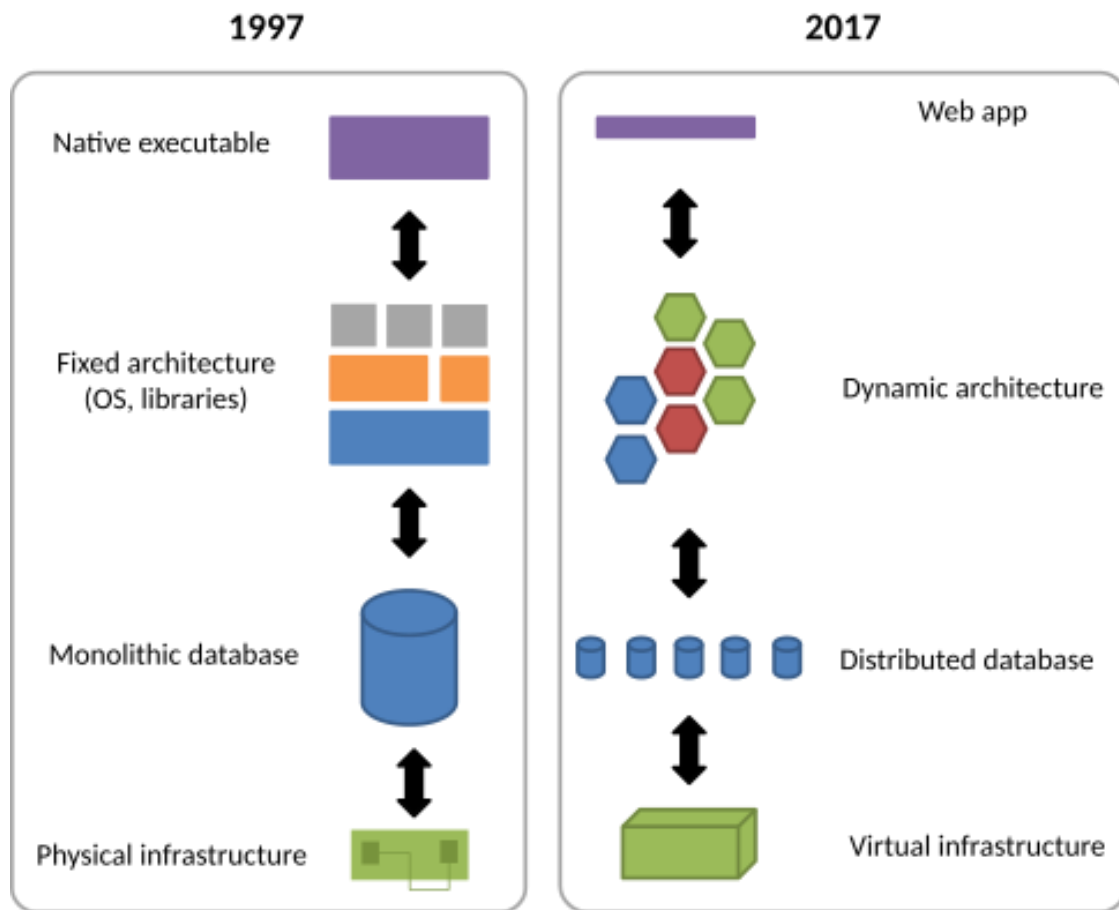 1997
Native executable
Fixed architecture
(OS, libraries)
Monolithic database
Physical infrastructure
2017
Web app
Dynamic architecture
Distributed database
Virtual infrastructure